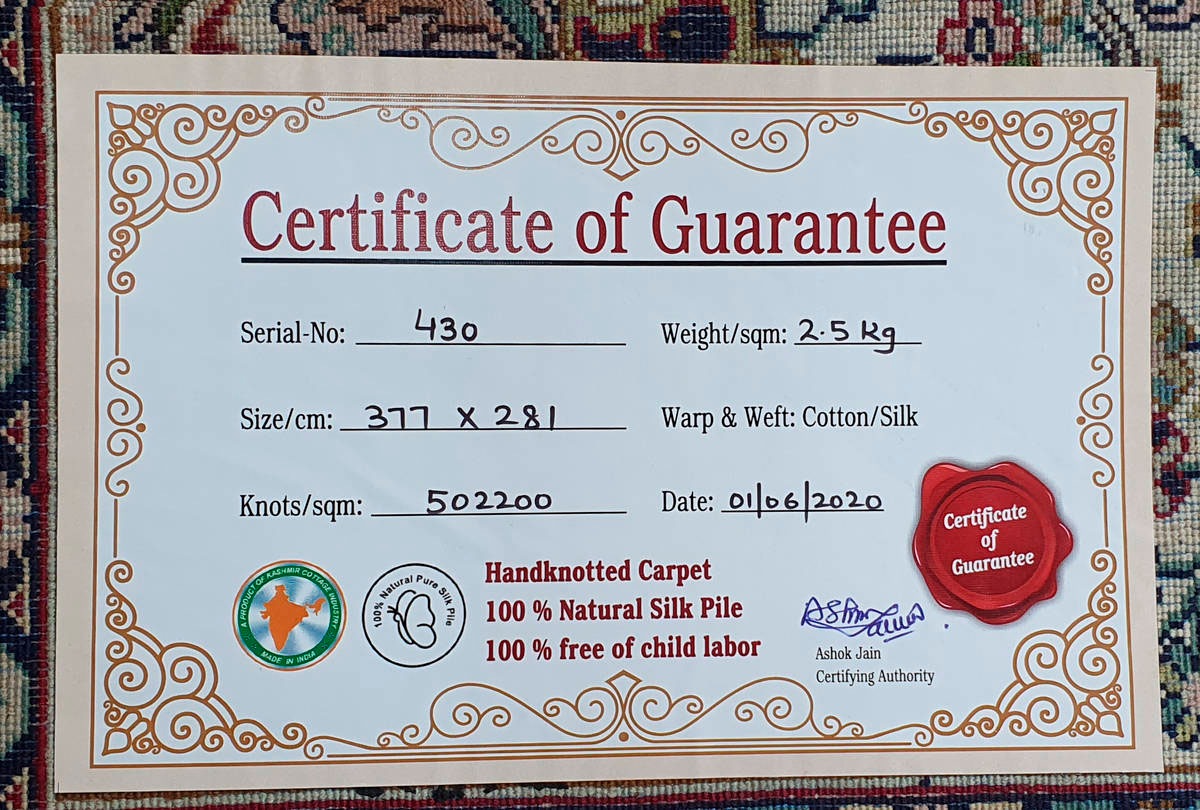 Certificate of Guarantee
Serial-No: 430
Weight/sqm: 2.5 kg
Size/cm: 377 X 281
Warp & Weft: Cotton/Silk
Knots/sqm: 502200
Date: 01/06/2020
Certificate
of
Guarantee
A PRODUCT OF KASHMIR COTTAGE INDUSTRY
MADE IN INDIA
100% Natural Pure Silk Pile
Handknotted Carpet
100 % Natural Silk Pile
100 % free of child labor
Ashok Jain
Certifying Authority